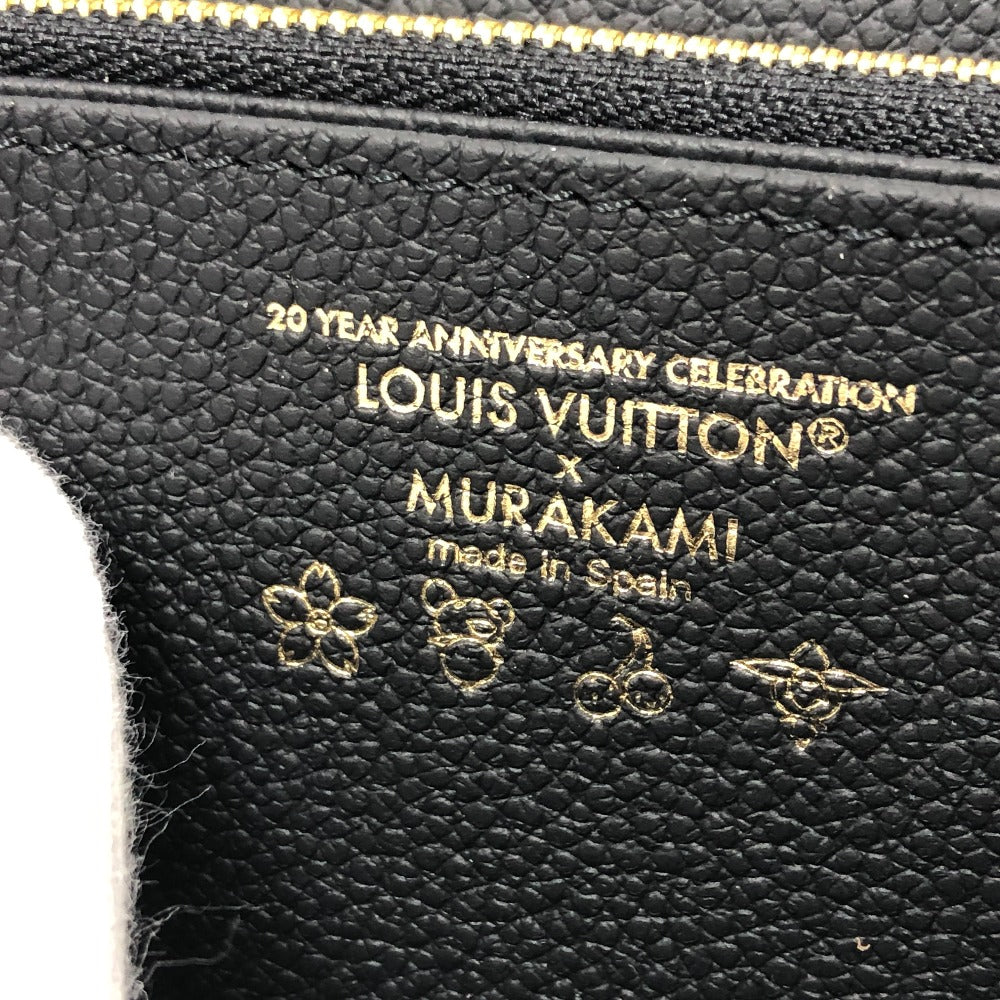 20 YEAR ANNIVERSARY CELEBRATION
LOUIS VUITTON®
x
MURAKAMI
made in Spain